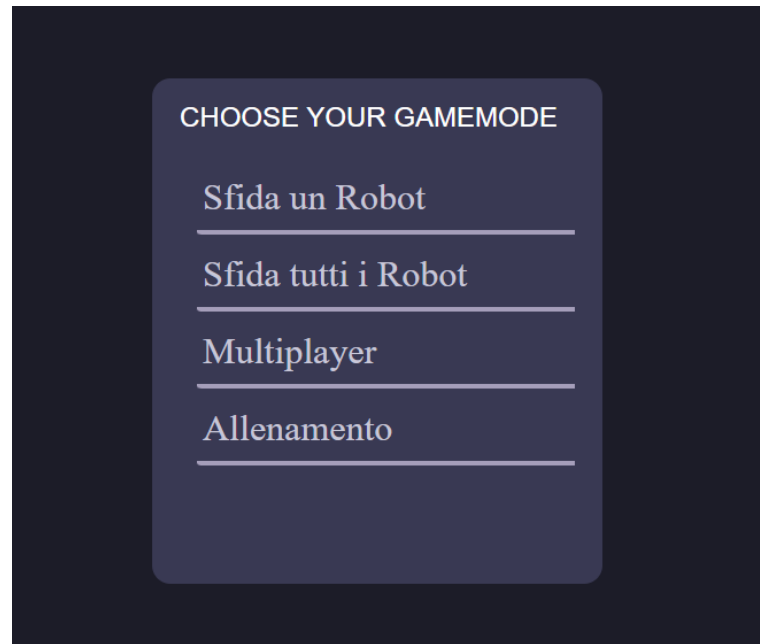 CHOOSE YOUR GAMEMODE
Sfida un Robot
Sfida tutti i Robot
Multiplayer
Allenamento